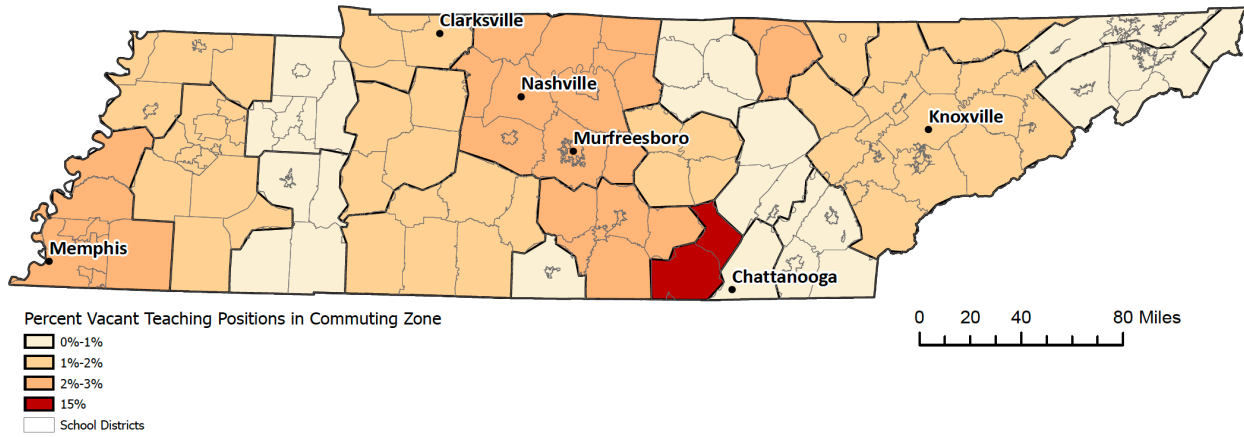 Clarksville
Nashville
Murfreesboro
Knoxville
Memphis
Chattanooga
Percent Vacant Teaching Positions in Commuting Zone
0%-1%
1%-2%
2%-3%
15%
School Districts
0 20 40 80 Miles